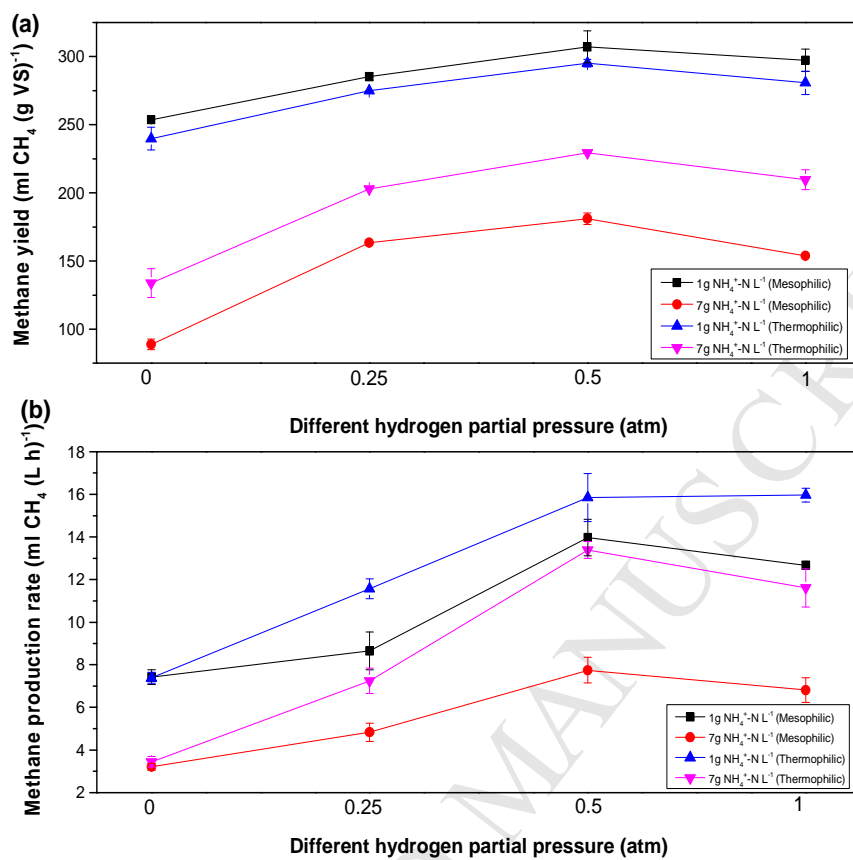 (a)
Methane yield (ml CH₄ (g VS)⁻¹)
300
250
200
150
100
1g NH₄⁺-N L⁻¹ (Mesophilic)
7g NH₄⁺-N L⁻¹ (Mesophilic)
1g NH₄⁺-N L⁻¹ (Thermophilic)
7g NH₄⁺-N L⁻¹ (Thermophilic)
0 0.25 0.5 1
Different hydrogen partial pressure (atm)
(b)
Methane production rate (ml CH₄ (L h)⁻¹)
18
16
14
12
10
8
6
4
2
1g NH₄⁺-N L⁻¹ (Mesophilic)
7g NH₄⁺-N L⁻¹ (Mesophilic)
1g NH₄⁺-N L⁻¹ (Thermophilic)
7g NH₄⁺-N L⁻¹ (Thermophilic)
0 0.25 0.5 1
Different hydrogen partial pressure (atm)
MANUSCR